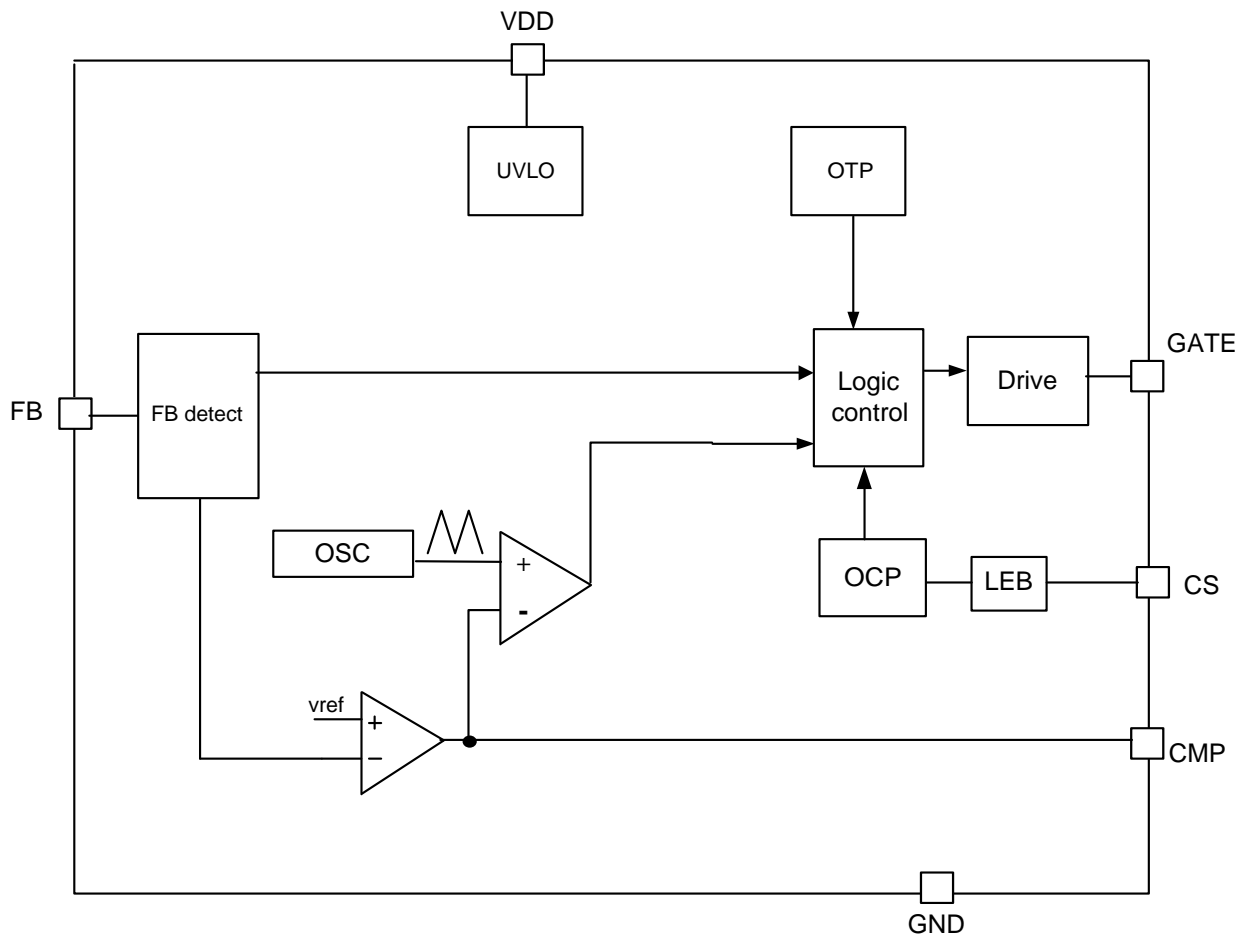 VDD
UVLO
OTP
GATE
Logic
control
Drive
FB
FB detect
OSC
+
-
OCP
LEB
CS
vref
+
−
CMP
GND